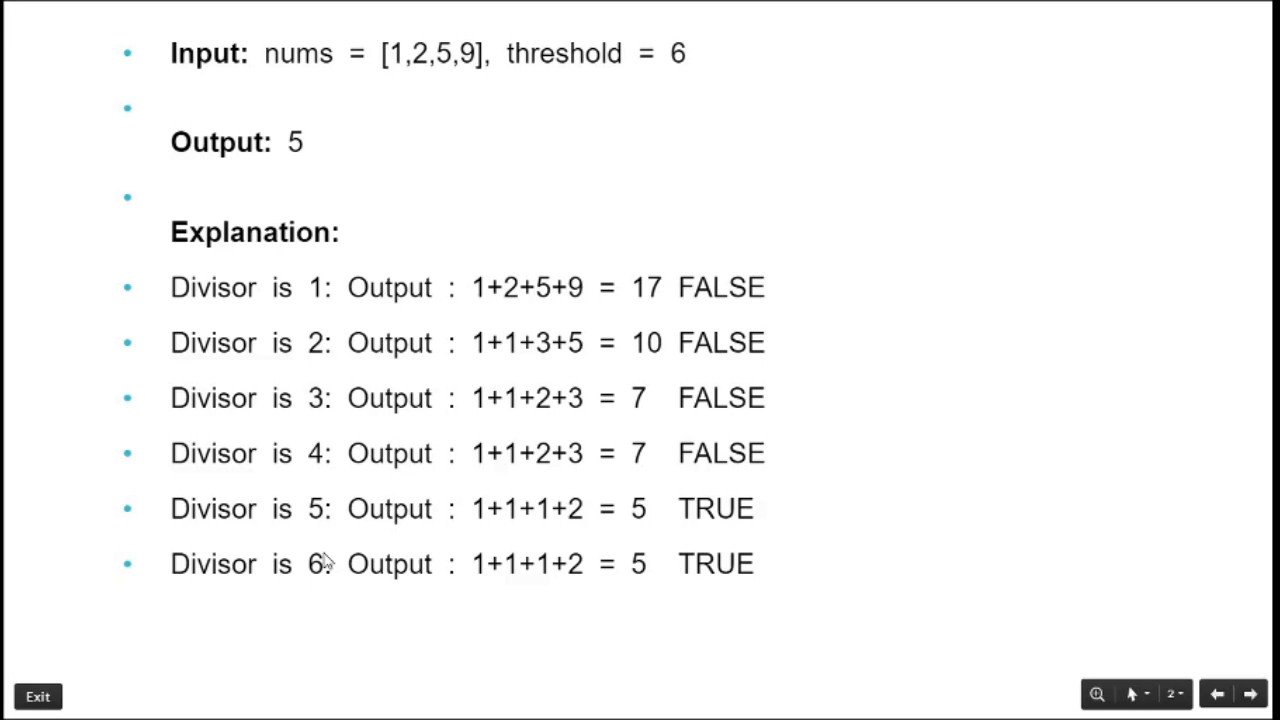 Input: nums = [1,2,5,9], threshold = 6
Output: 5
Explanation:
Divisor is 1: Output : 1+2+5+9 = 17 FALSE
Divisor is 2: Output : 1+1+3+5 = 10 FALSE
Divisor is 3: Output : 1+1+2+3 = 7 FALSE
Divisor is 4: Output : 1+1+2+3 = 7 FALSE
Divisor is 5: Output : 1+1+1+2 = 5 TRUE
Divisor is 6: Output : 1+1+1+2 = 5 TRUE
Exit
2